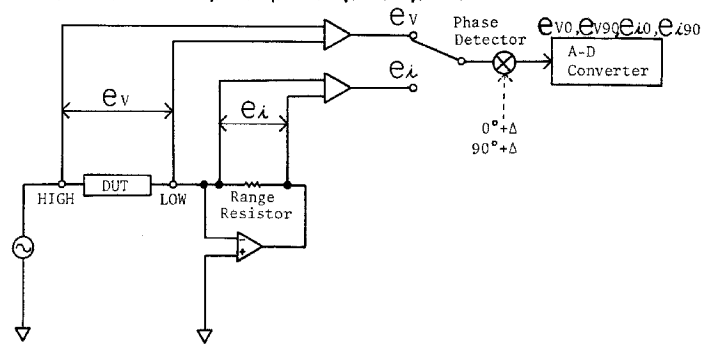 eV0, eV90, ei0, ei90
eV
Phase
Detector
A-D
Converter
ei
eV
ei
0°+Δ
90°+Δ
HIGH
DUT
LOW
Range
Resistor
-
+